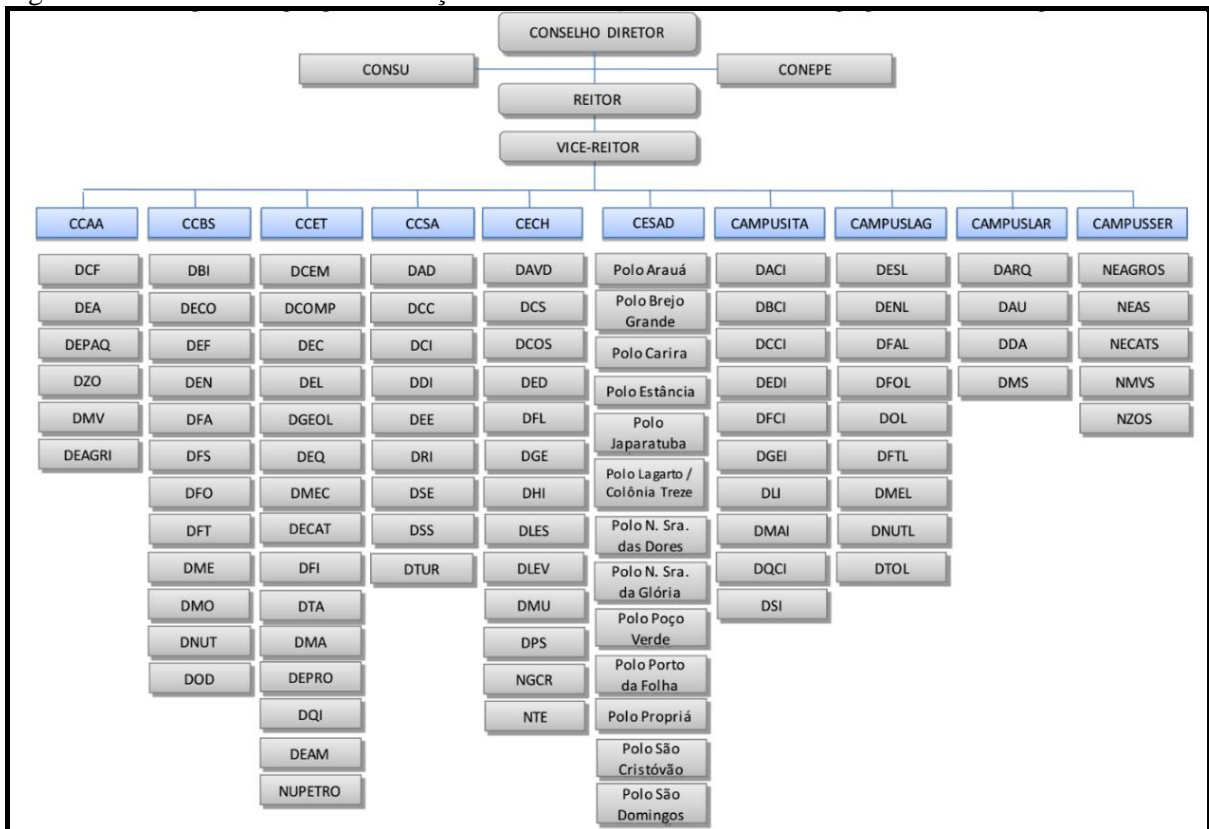 CONSELHO DIRETOR
CONSU
CONEPE
REITOR
VICE-REITOR
CCAA
CCBS
CCET
CCSA
CECH
CESAD
CAMPUSITA
CAMPUSLAG
CAMPUSLAR
CAMPUSSER
DCF
DEA
DEPAQ
DZO
DMV
DEAGRI
DBI
DECO
DEF
DEN
DFA
DFS
DFO
DFT
DME
DMO
DNUT
DOD
DCEM
DCOMP
DEC
DEL
DGEOL
DEQ
DMEC
DECAT
DFI
DTA
DMA
DEPRO
DQI
DEAM
NUPETRO
DAD
DCC
DCI
DDI
DEE
DRI
DSE
DSS
DTUR
DAVD
DCS
DCOS
DED
DFL
DGE
DHI
DLES
DLEV
DMU
DPS
NGCR
NTE
Polo Arauá
Polo Brejo
Grande
Polo Carira
Polo Estância
Polo
Japaratuba
Polo Lagarto /
Colônia Treze
Polo N. Sra.
das Dores
Polo N. Sra.
da Glória
Polo Poço
Verde
Polo Porto
da Folha
Polo Propriá
Polo São
Cristóvão
Polo São
Domingos
DACI
DBCI
DCCI
DEDI
DFCI
DGEI
DLI
DMAI
DQCI
DSI
DESL
DENL
DFAL
DFOL
DOL
DFTL
DMEL
DNUTL
DTOL
DARQ
DAU
DDA
DMS
NEAGROS
NEAS
NECATS
NMVS
NZOS